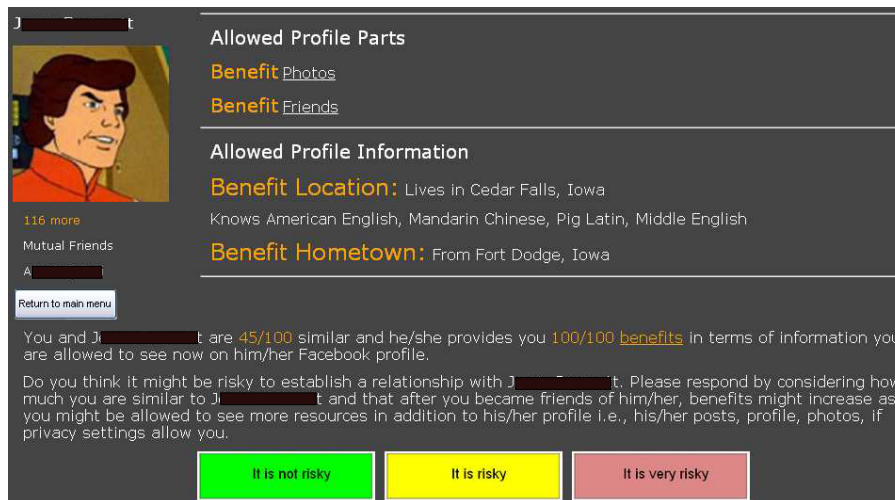 Allowed Profile Parts
Benefit Photos
Benefit Friends
Allowed Profile Information
Benefit Location: Lives in Cedar Falls, Iowa
Knows American English, Mandarin Chinese, Pig Latin, Middle English
Benefit Hometown: From Fort Dodge, Iowa
116 more
Mutual Friends
A
Return to main menu
You and J t are 45/100 similar and he/she provides you 100/100 benefits in terms of information you
are allowed to see now on him/her Facebook profile.
Do you think it might be risky to establish a relationship with J t. Please respond by considering how
much you are similar to J t and that after you became friends of him/her, benefits might increase as
you might be allowed to see more resources in addition to his/her profile i.e., his/her posts, profile, photos, if
privacy settings allow you.
It is not risky
It is risky
It is very risky